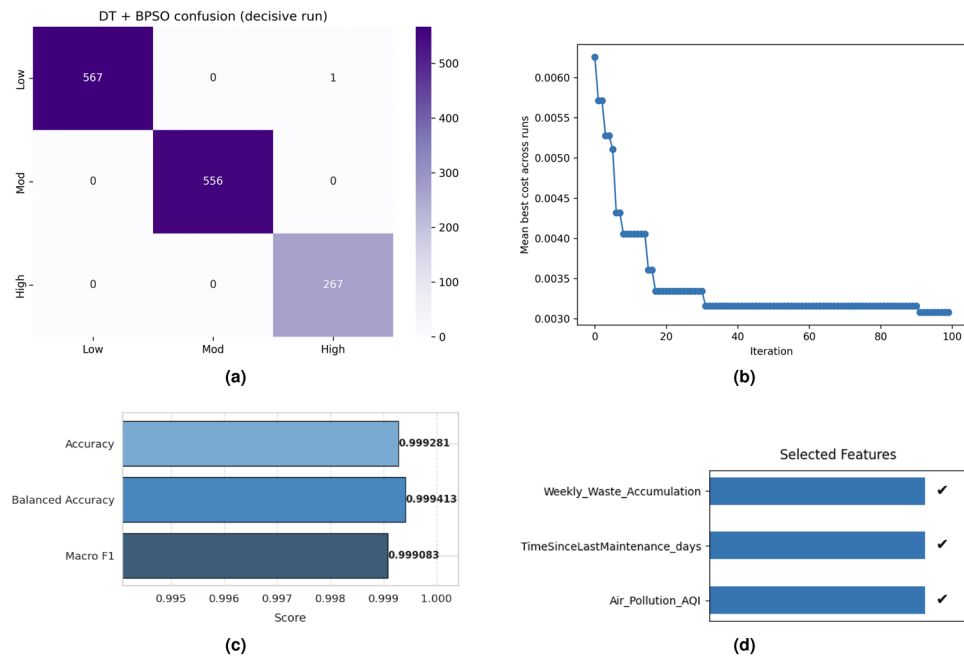 DT + BPSO confusion (decisive run)
Low
Mod
High
567 0 1
0 556 0
0 0 267
Low Mod High
500
400
300
200
100
0
(a)
Mean best cost across runs
0.0060
0.0055
0.0050
0.0045
0.0040
0.0035
0.0030
0 20 40 60 80 100
Iteration
(b)
Accuracy 0.999281
Balanced Accuracy 0.999413
Macro F1 0.999083
0.995 0.996 0.997 0.998 0.999 1.000
Score
(c)
Selected Features
Weekly_Waste_Accumulation ✔
TimeSinceLastMaintenance_days ✔
Air_Pollution_AQI ✔
(d)